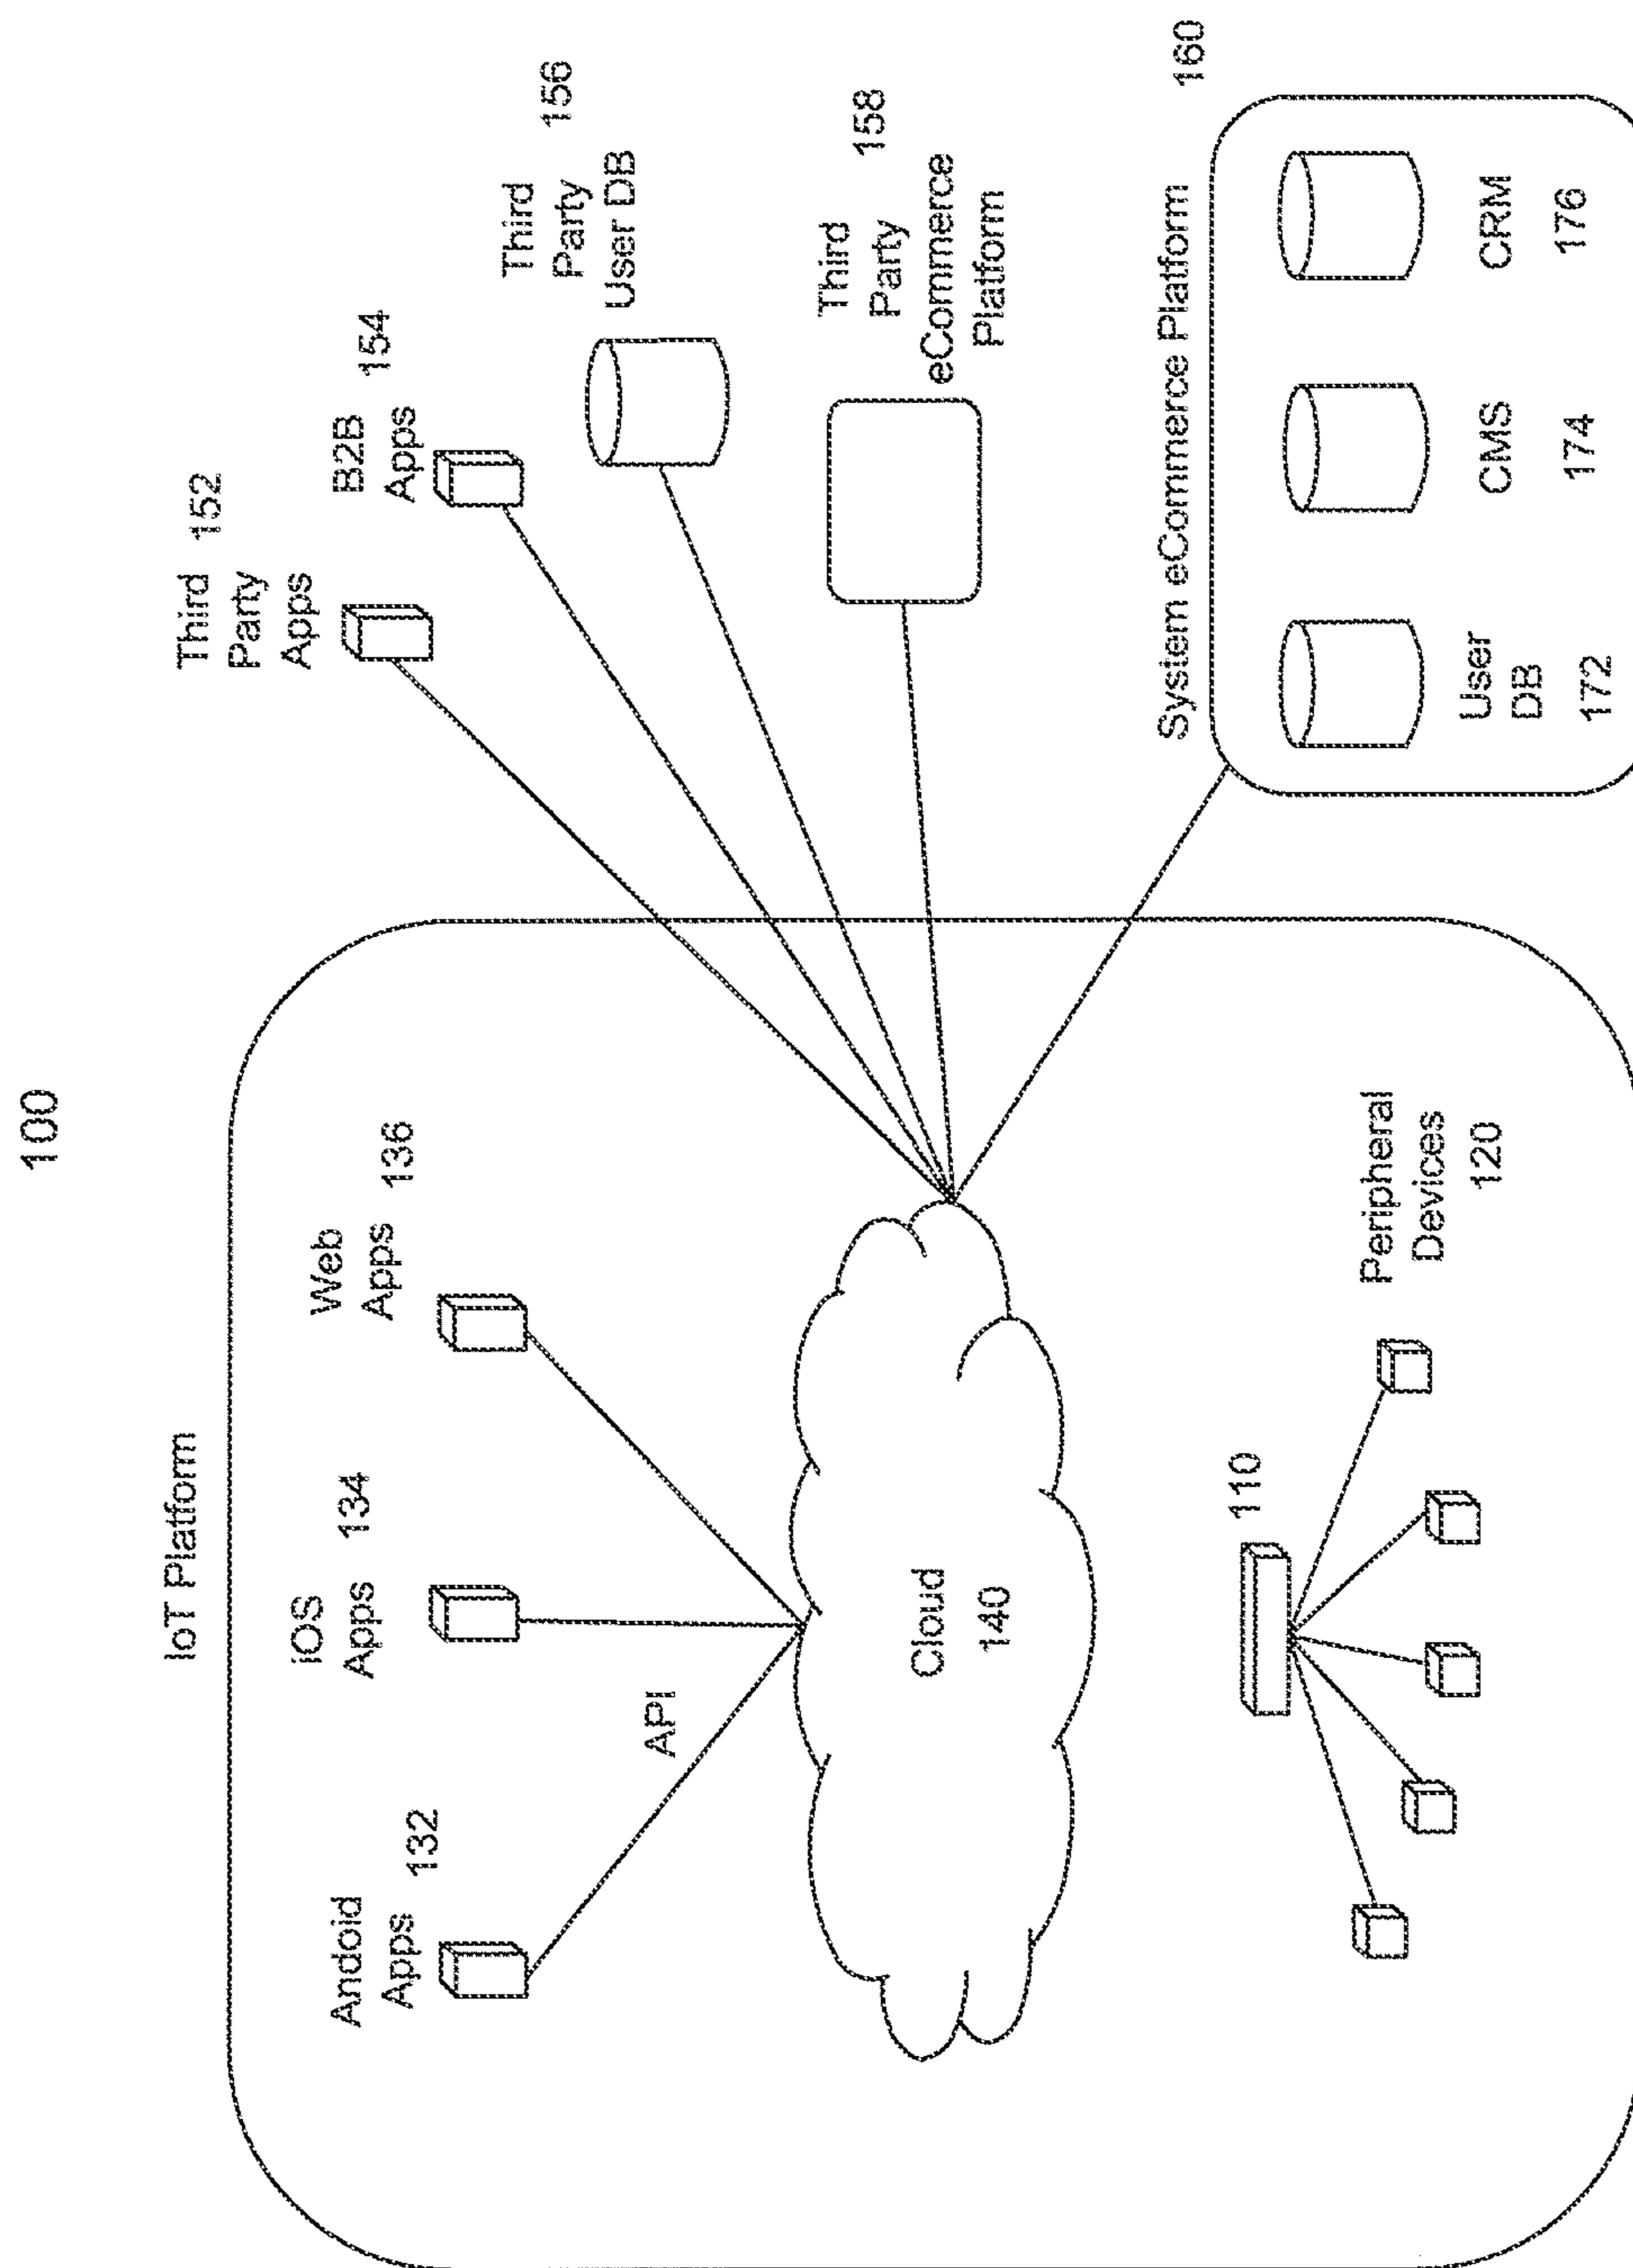 100
IoT Platform
Andoid
Apps 132
iOS
Apps 134
Web
Apps 136
API
Cloud
140
110
Peripheral
Devices
120
Third 152
Party
Apps
B2B 154
Apps
Third
Party 156
User DB
Third
Party 158
eCommerce
Platform
System eCommerce Platform 160
User
DB
172
CMS
174
CRM
176